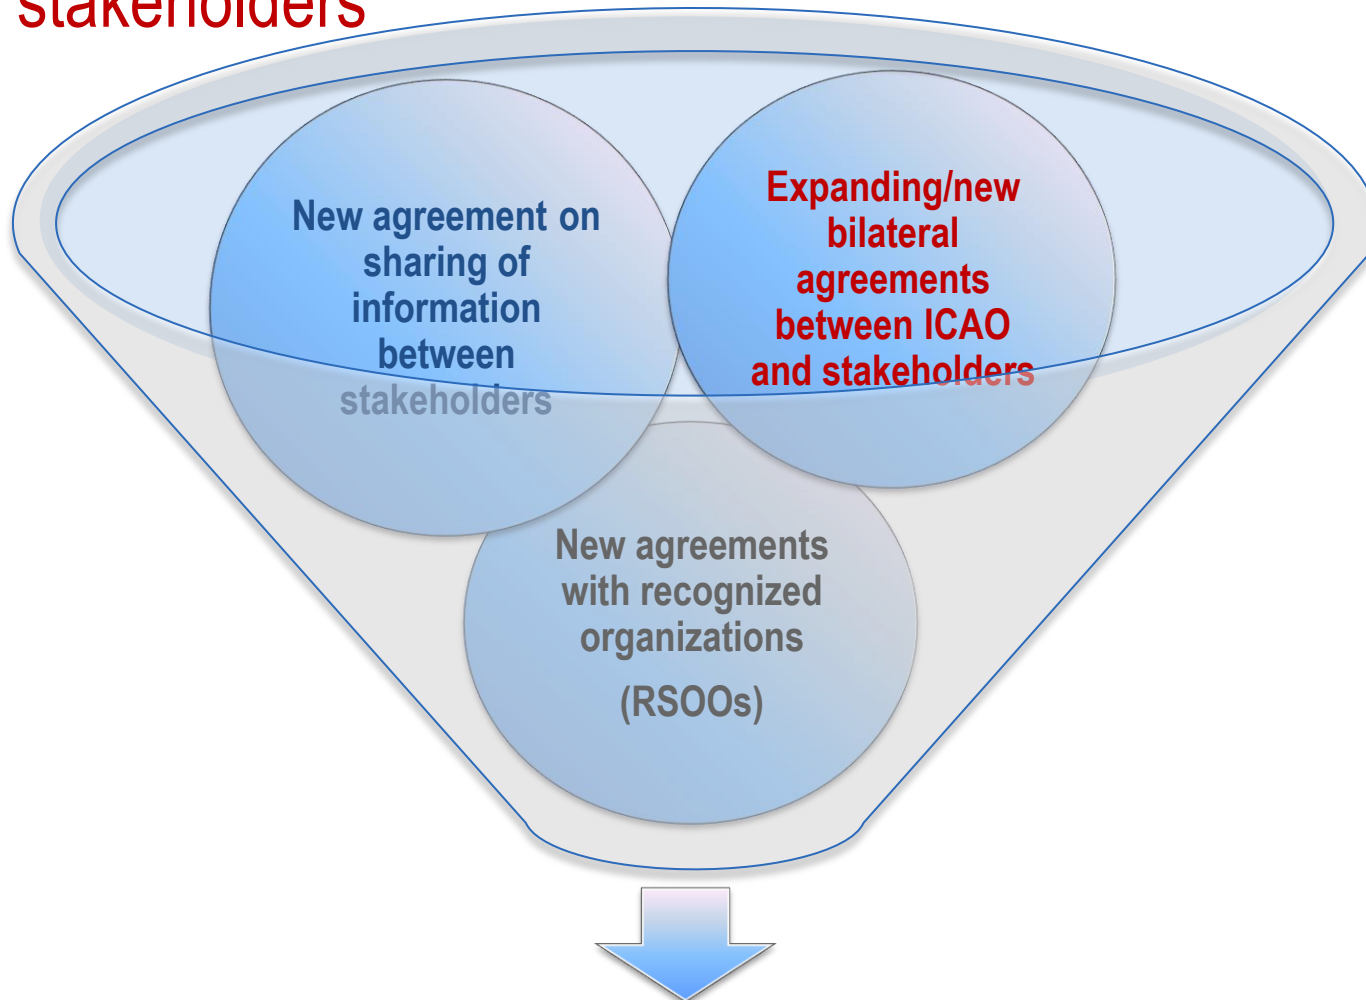 stakeholders
New agreement on
sharing of
information
between
stakeholders
Expanding/new
bilateral
agreements
between ICAO
and stakeholders
New agreements
with recognized
organizations
(RSOOs)